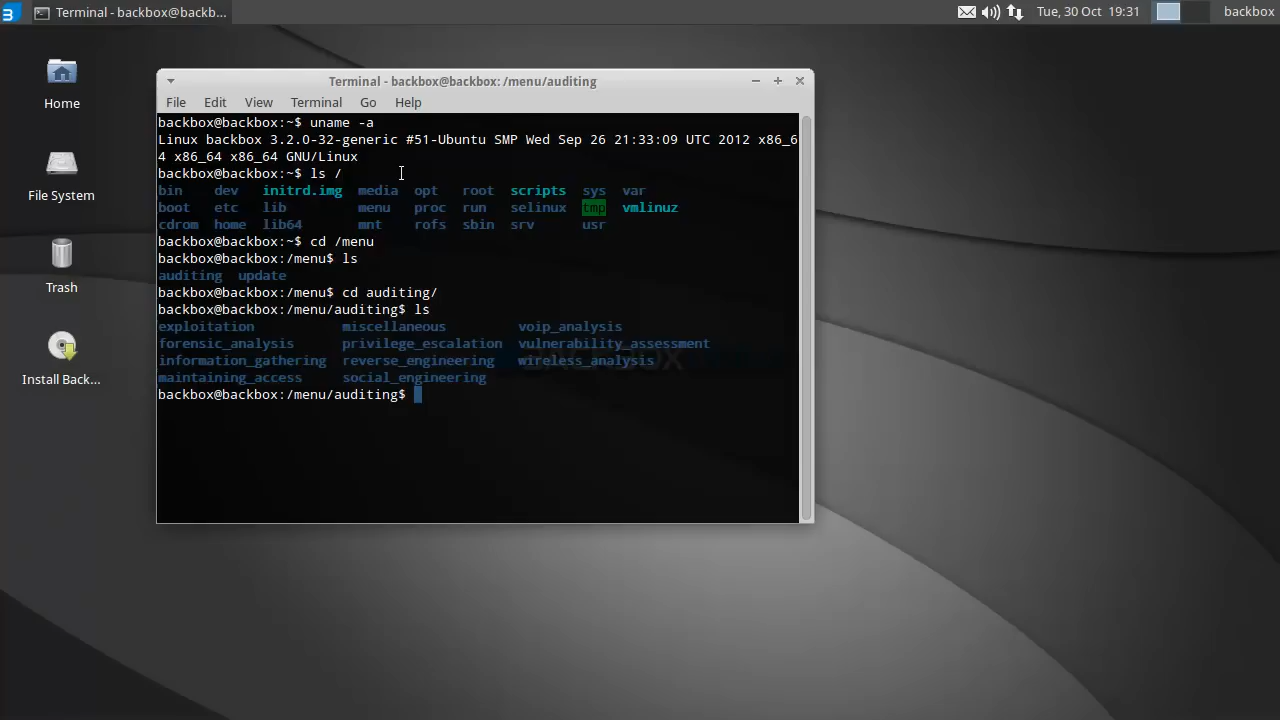 Terminal - backbox@backb...
Tue, 30 Oct 19:31
backbox
Home
File System
Trash
Install Back...
Terminal - backbox@backbox: /menu/auditing
File Edit View Terminal Go Help
backbox@backbox:~$ uname -a
Linux backbox 3.2.0-32-generic #51-Ubuntu SMP Wed Sep 26 21:33:09 UTC 2012 x86_6
4 x86_64 x86_64 GNU/Linux
backbox@backbox:~$ ls /
bin dev initrd.img media opt root scripts sys var
boot etc lib menu proc run selinux tmp vmlinuz
cdrom home lib64 mnt rofs sbin srv usr
backbox@backbox:~$ cd /menu
backbox@backbox:/menu$ ls
auditing update
backbox@backbox:/menu$ cd auditing/
backbox@backbox:/menu/auditing$ ls
exploitation miscellaneous voip_analysis
forensic_analysis privilege_escalation vulnerability_assessment
information_gathering reverse_engineering wireless_analysis
maintaining_access social_engineering
backbox@backbox:/menu/auditing$
BACKBOX